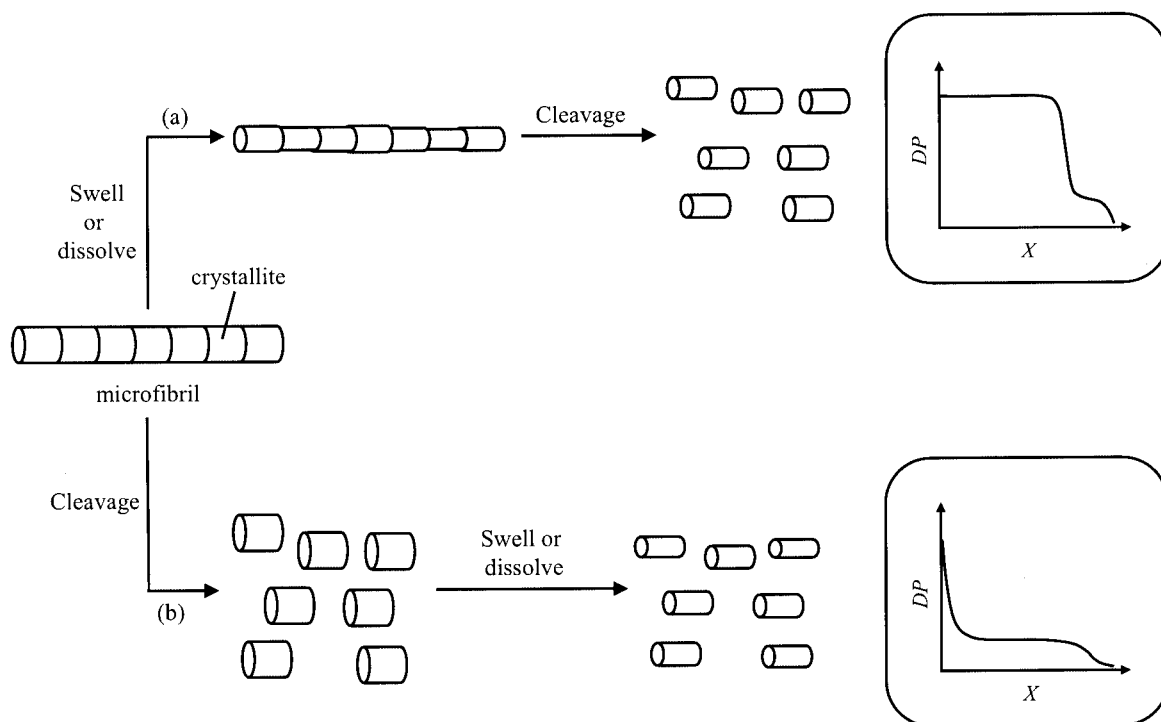 (a)
Cleavage
DP
X
Swell
or
dissolve
crystallite
microfibril
Cleavage
(b)
Swell or
dissolve
DP
X